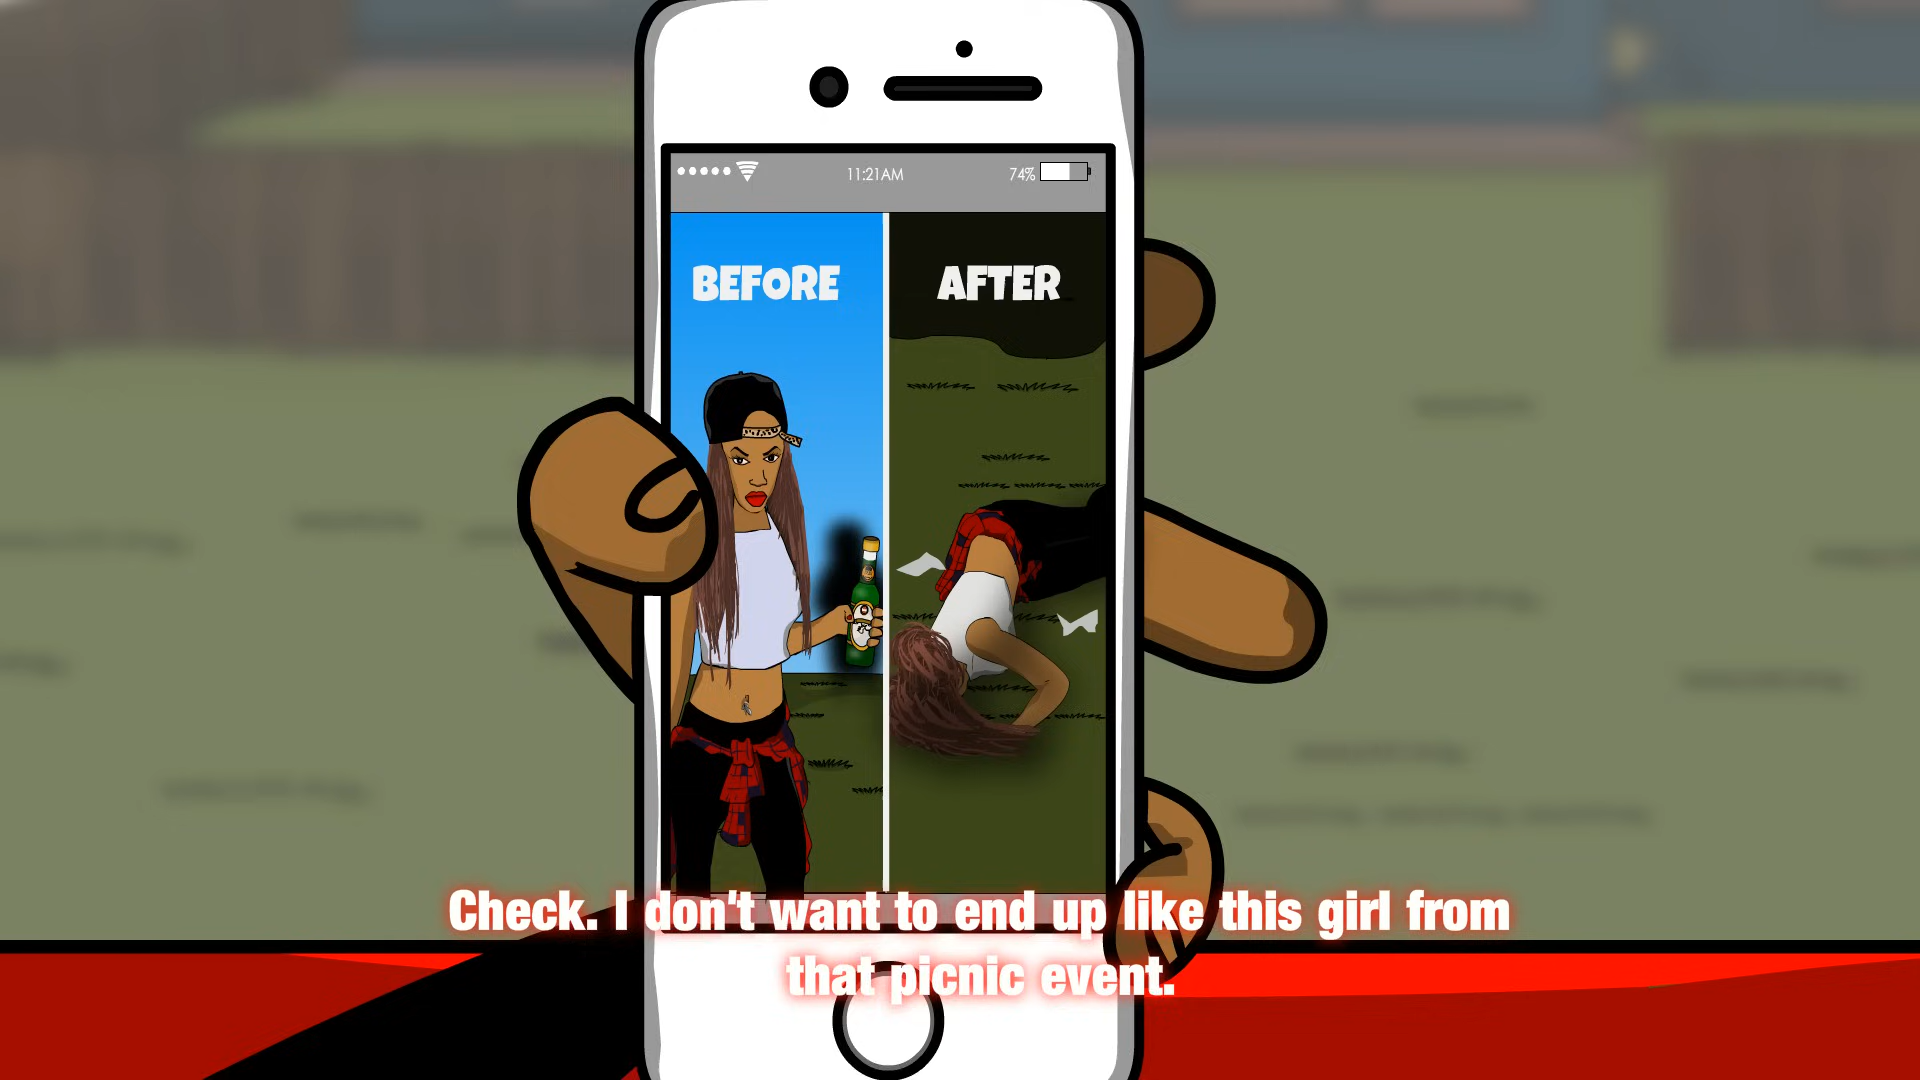 11:21AM
74%
BEFORE
AFTER
Check. I don't want to end up like this girl from
that picnic event.